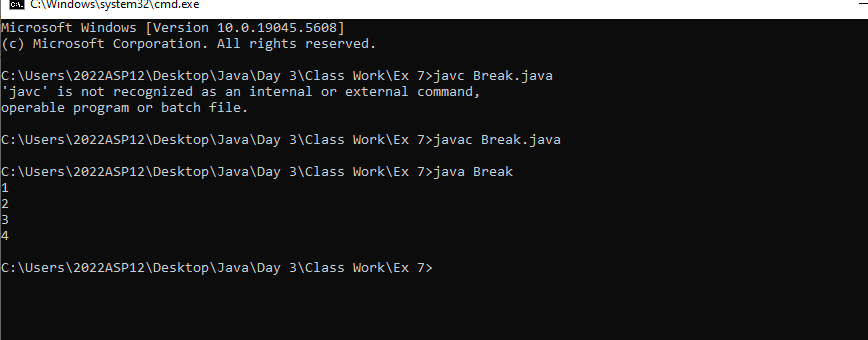 C:\Windows\system32\cmd.exe
Microsoft Windows [Version 10.0.19045.5608]
(c) Microsoft Corporation. All rights reserved.
C:\Users\2022ASP12\Desktop\Java\Day 3\Class Work\Ex 7>javc Break.java
'javc' is not recognized as an internal or external command,
operable program or batch file.
C:\Users\2022ASP12\Desktop\Java\Day 3\Class Work\Ex 7>javac Break.java
C:\Users\2022ASP12\Desktop\Java\Day 3\Class Work\Ex 7>java Break
1
2
3
4
C:\Users\2022ASP12\Desktop\Java\Day 3\Class Work\Ex 7>